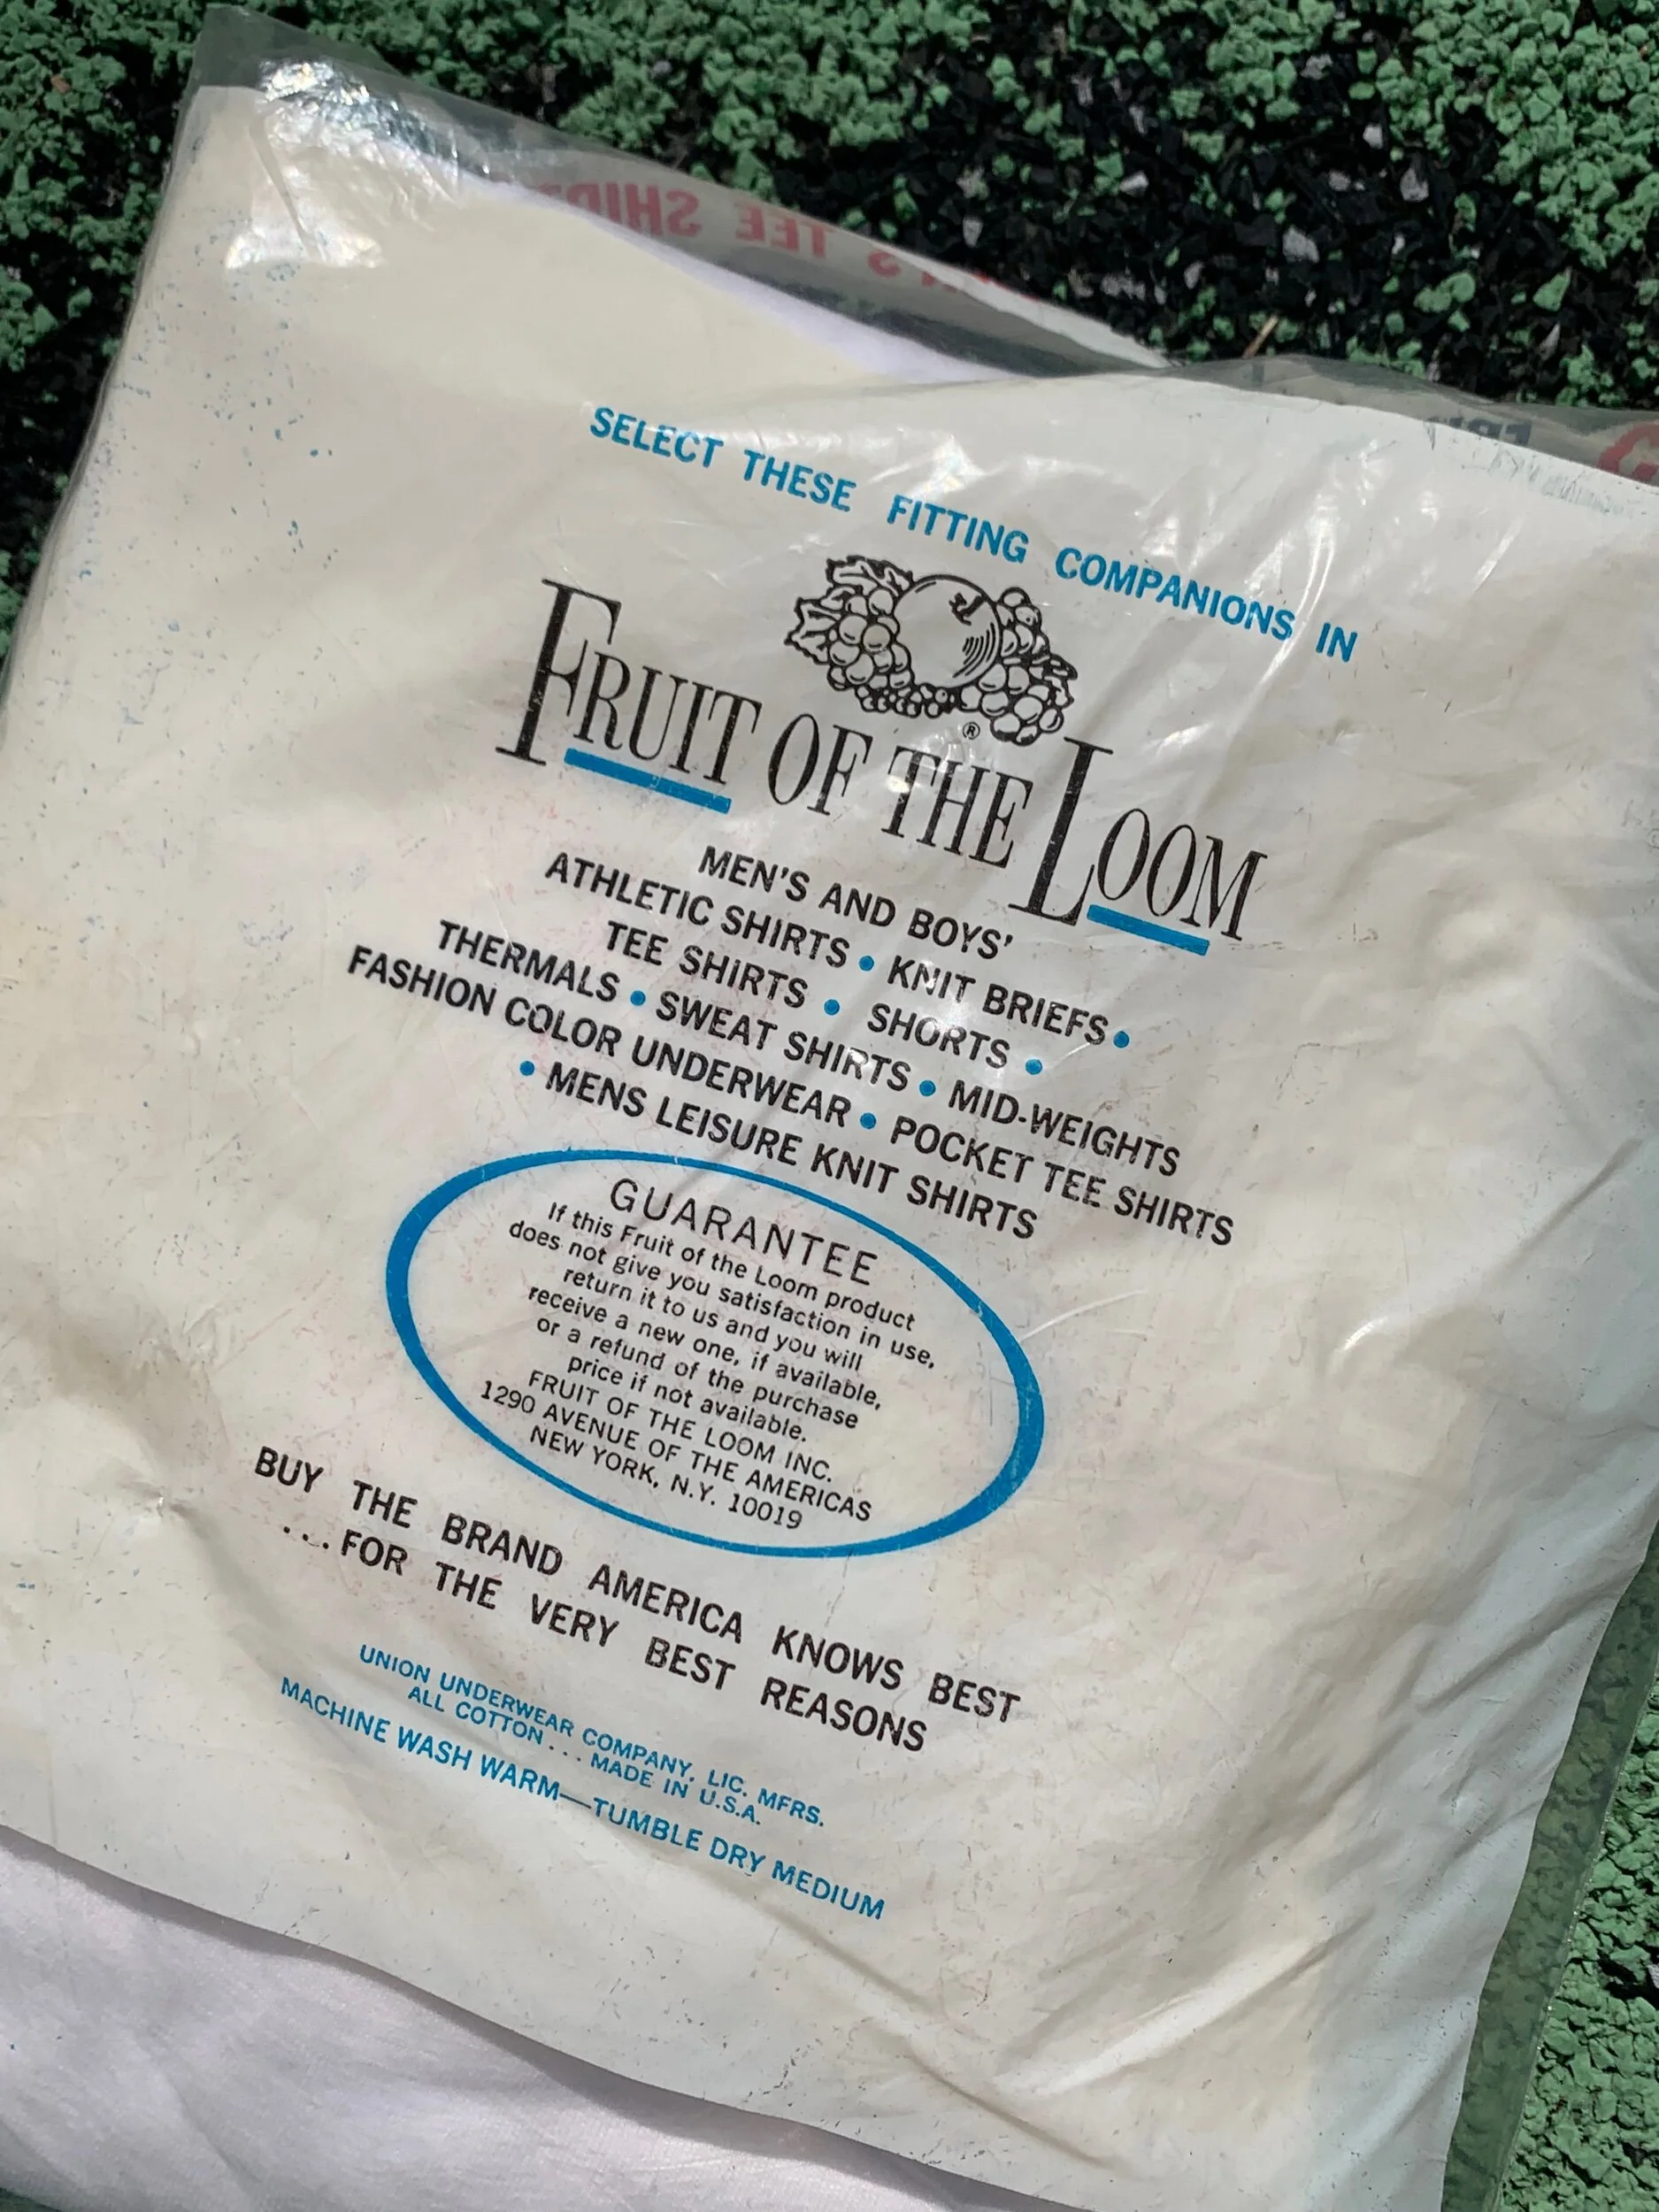 TEE SHIRT
SELECT THESE FITTING COMPANIONS IN
®
FRUIT OF THE LOOM
MEN'S AND BOYS'
ATHLETIC SHIRTS • KNIT BRIEFS •
TEE SHIRTS • SHORTS •
THERMALS • SWEAT SHIRTS • MID-WEIGHTS
FASHION COLOR UNDERWEAR • POCKET TEE SHIRTS
• MENS LEISURE KNIT SHIRTS
GUARANTEE
If this Fruit of the Loom product
does not give you satisfaction in use,
return it to us and you will
receive a new one, if available,
or a refund of the purchase
price if not available.
FRUIT OF THE LOOM INC.
1290 AVENUE OF THE AMERICAS
NEW YORK, N.Y. 10019
BUY THE BRAND AMERICA KNOWS BEST
...FOR THE VERY BEST REASONS
UNION UNDERWEAR COMPANY, LIC. MFRS.
ALL COTTON... MADE IN U.S.A.
MACHINE WASH WARM—TUMBLE DRY MEDIUM